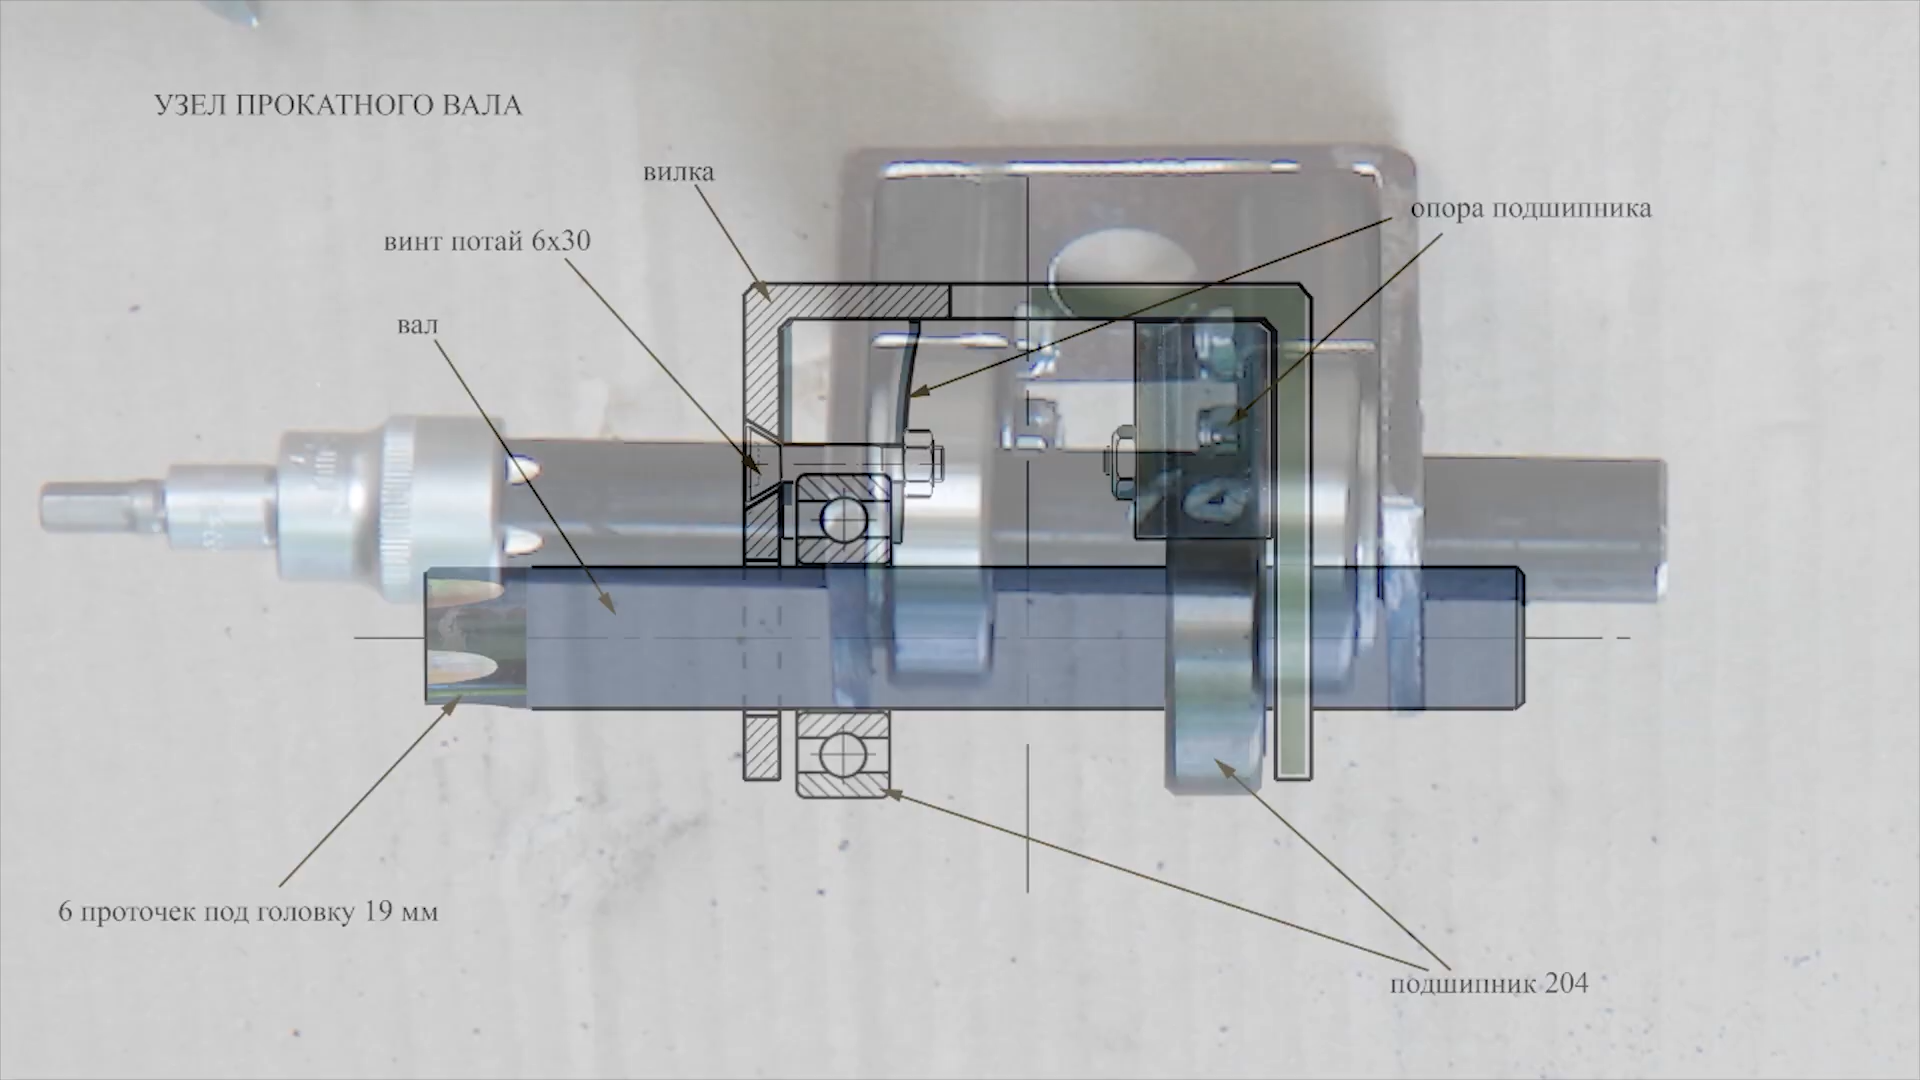 УЗЕЛ ПРОКАТНОГО ВАЛА
вилка
опора подшипника
винт потай 6х30
вал
6 проточек под головку 19 мм
подшипник 204